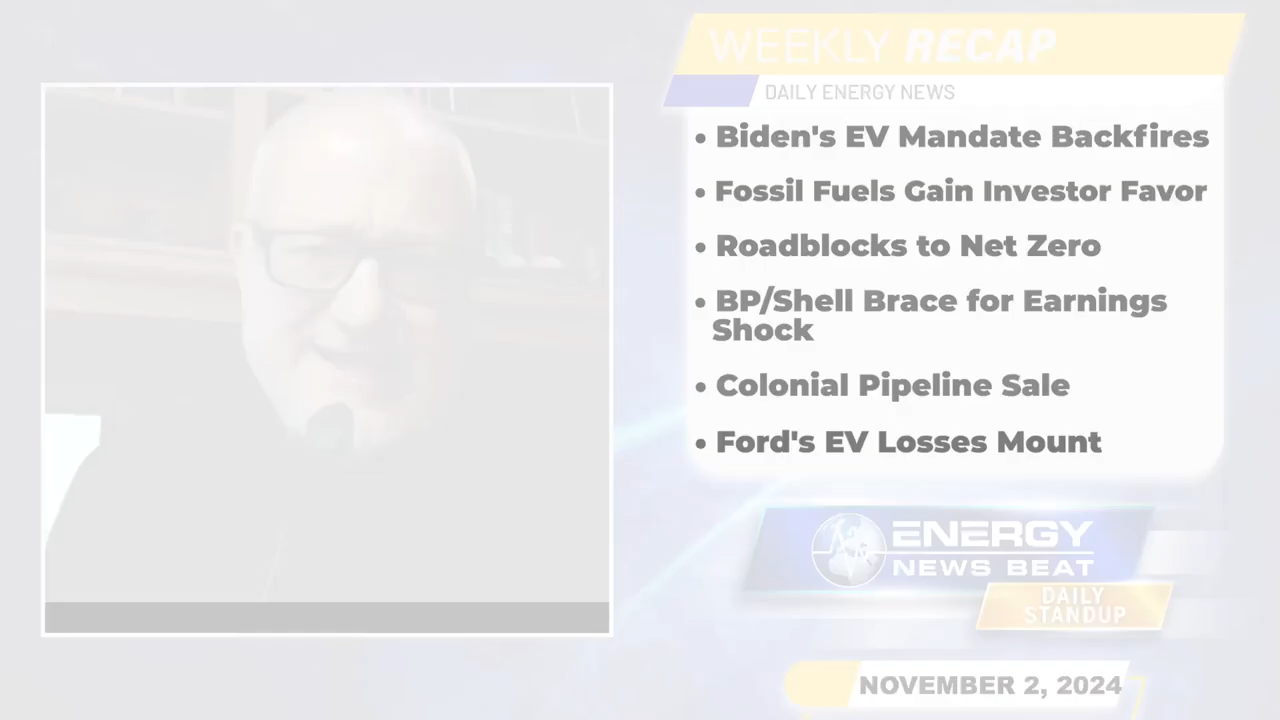 WEEKLY RECAP
DAILY ENERGY NEWS
• Biden's EV Mandate Backfires
• Fossil Fuels Gain Investor Favor
• Roadblocks to Net Zero
• BP/Shell Brace for Earnings
Shock
• Colonial Pipeline Sale
• Ford's EV Losses Mount
ENERGY
NEWS BEAT
DAILY
STANDUP
NOVEMBER 2, 2024